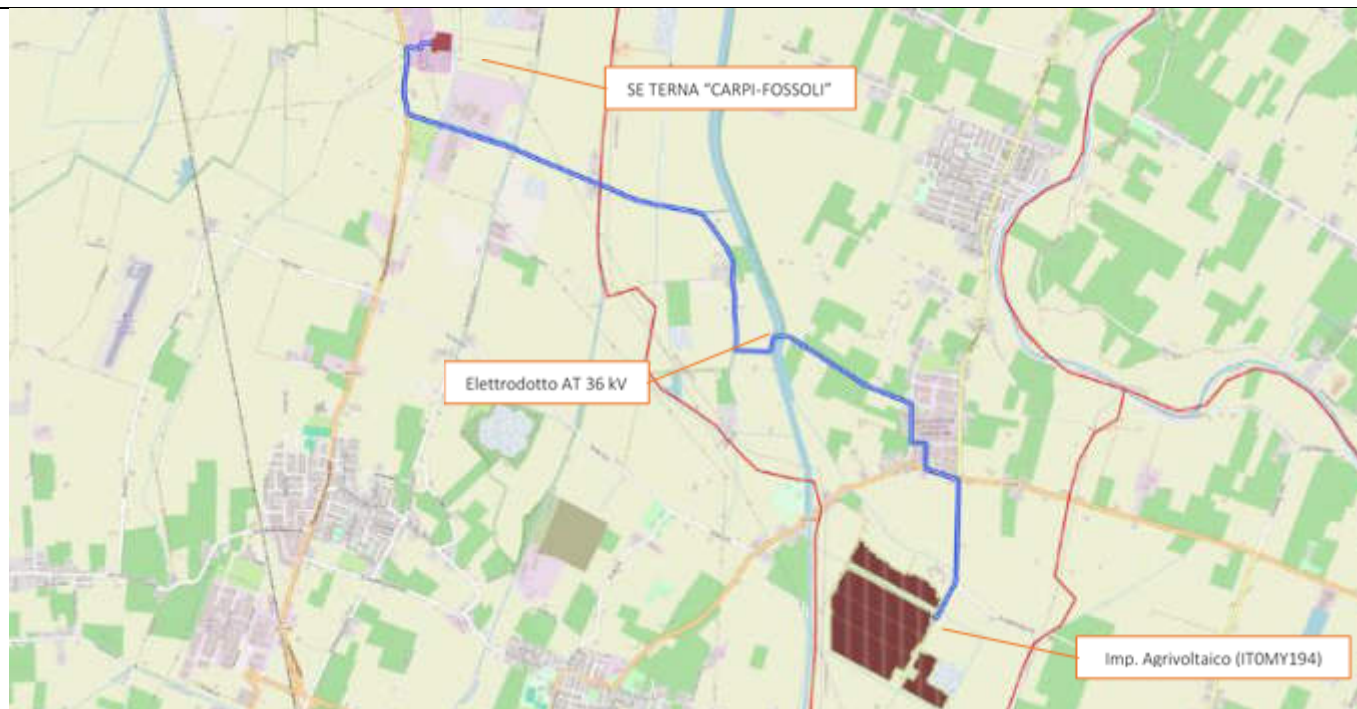 SE TERNA “CARPI-FOSSOLI”
Elettrodotto AT 36 kV
Imp. Agrivoltaico (IT0MY194)